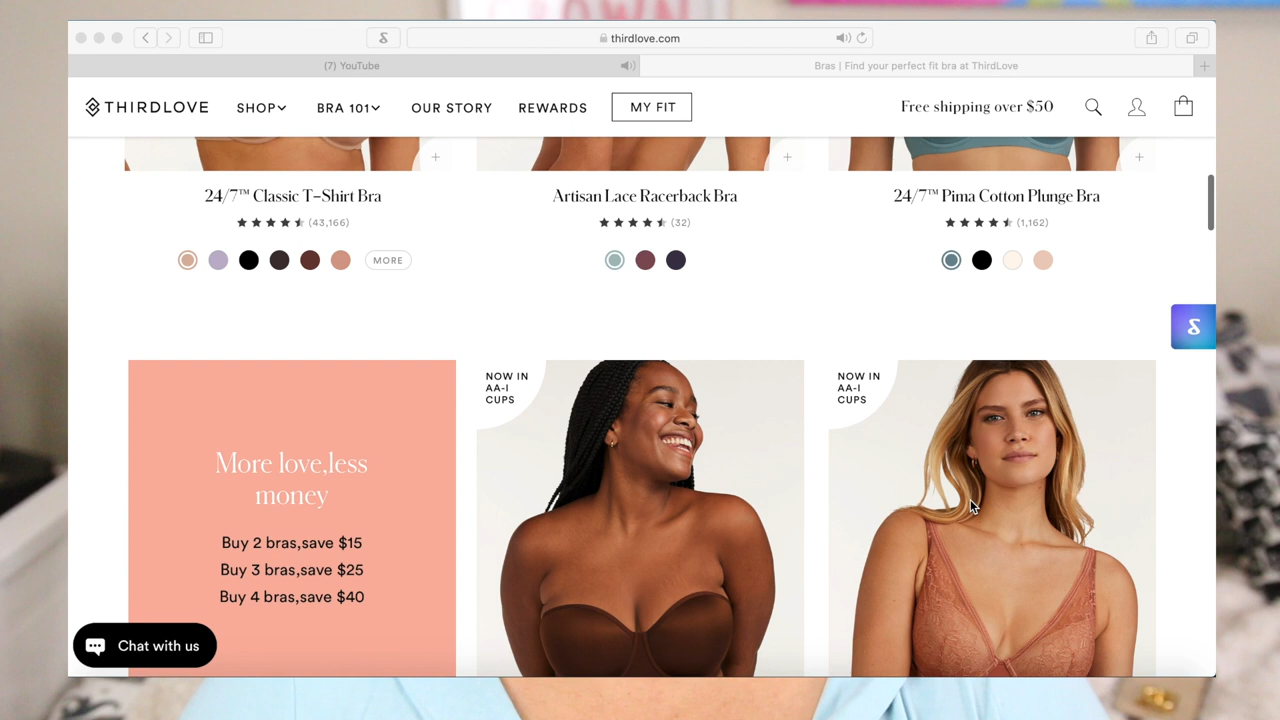 thirdlove.com
(7) YouTube
Bras | Find your perfect fit bra at ThirdLove
THIRDLOVE
SHOP
BRA 101
OUR STORY
REWARDS
MY FIT
Free shipping over $50
24/7™ Classic T-Shirt Bra
(43,166)
MORE
Artisan Lace Racerback Bra
(32)
24/7™ Pima Cotton Plunge Bra
(1,162)
More love,less
money
Buy 2 bras,save $15
Buy 3 bras,save $25
Buy 4 bras,save $40
NOW IN
AA-I
CUPS
NOW IN
AA-I
CUPS
Chat with us